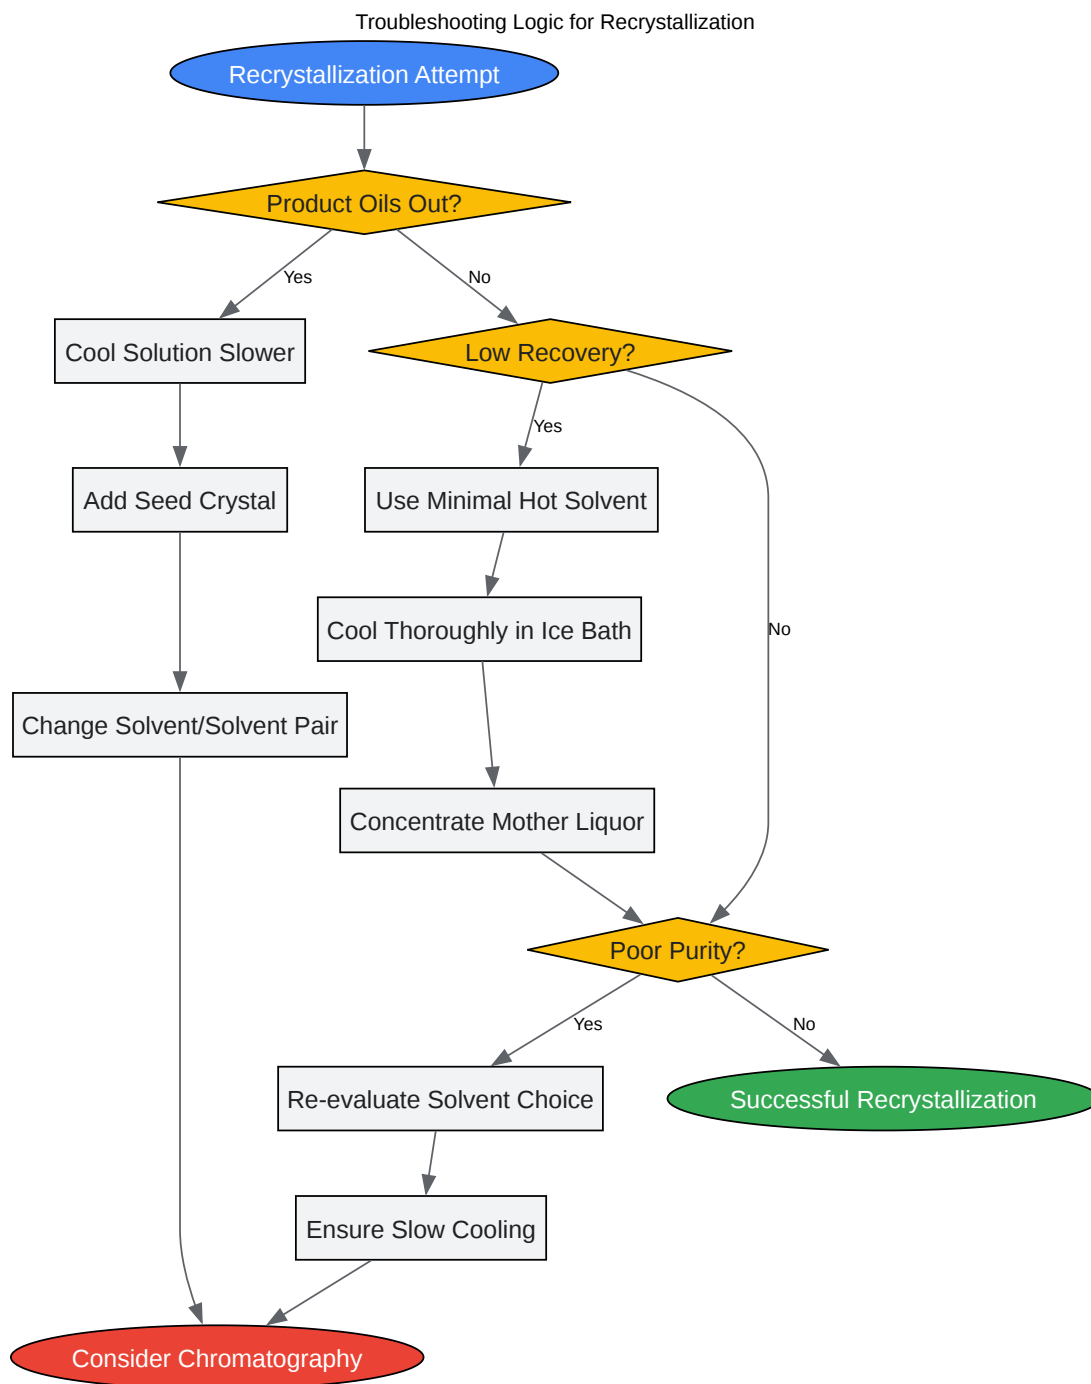 Troubleshooting Logic for Recrystallization
Recrystallization Attempt
Product Oils Out?
Yes
No
Cool Solution Slower
Low Recovery?
Yes
Add Seed Crystal
Use Minimal Hot Solvent
Cool Thoroughly in Ice Bath
No
Change Solvent/Solvent Pair
Concentrate Mother Liquor
Poor Purity?
Yes
No
Re-evaluate Solvent Choice
Successful Recrystallization
Ensure Slow Cooling
Consider Chromatography